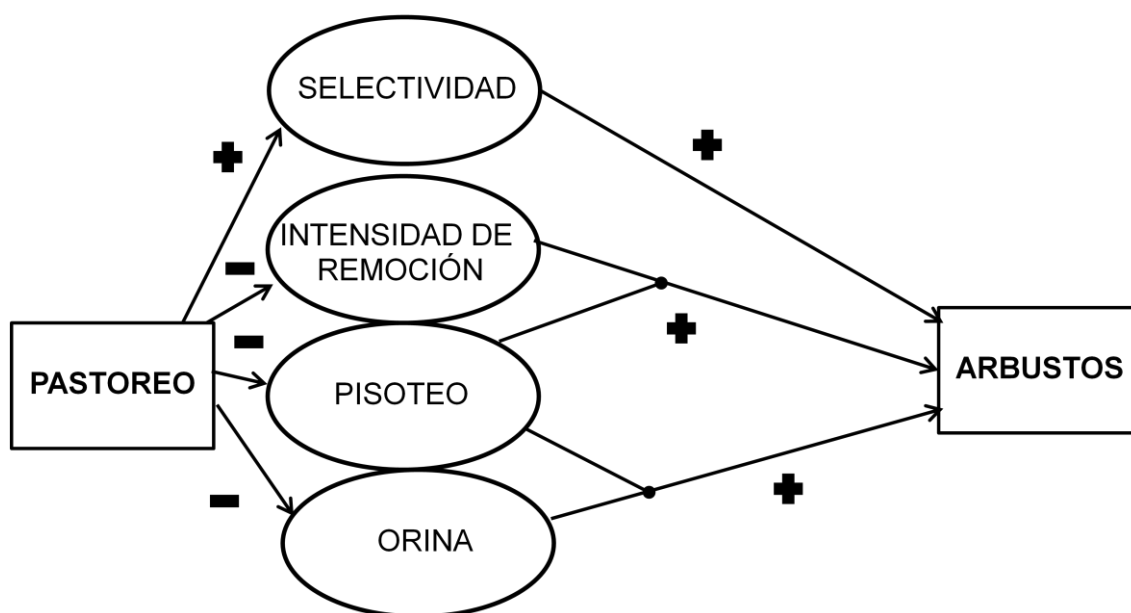 SELECTIVIDAD
INTENSIDAD DE
REMOCIÓN
PASTOREO
PISOTEO
ARBUSTOS
ORINA